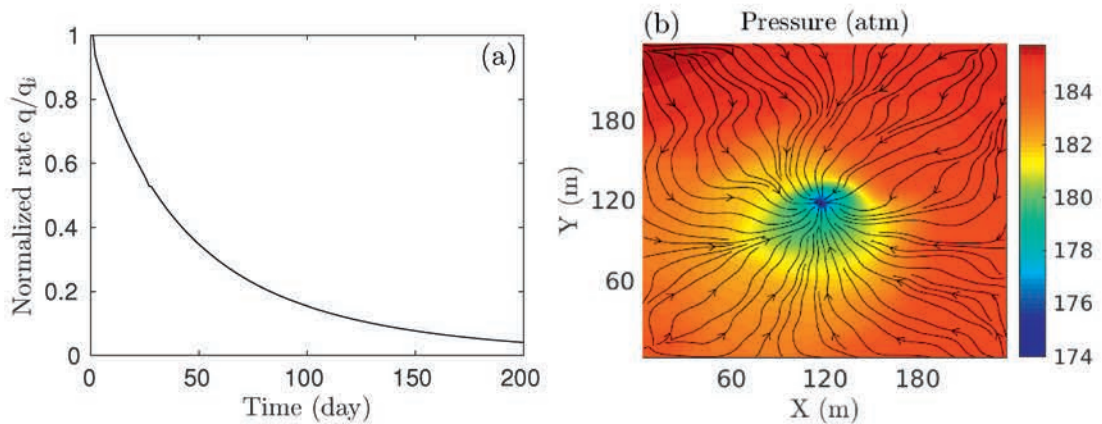 (a)
Normalized rate q/qᵢ
1
0.8
0.6
0.4
0.2
0
0 50 100 150 200
Time (day)
(b)
Pressure (atm)
Y (m)
180
120
60
60 120 180
X (m)
184
182
180
178
176
174